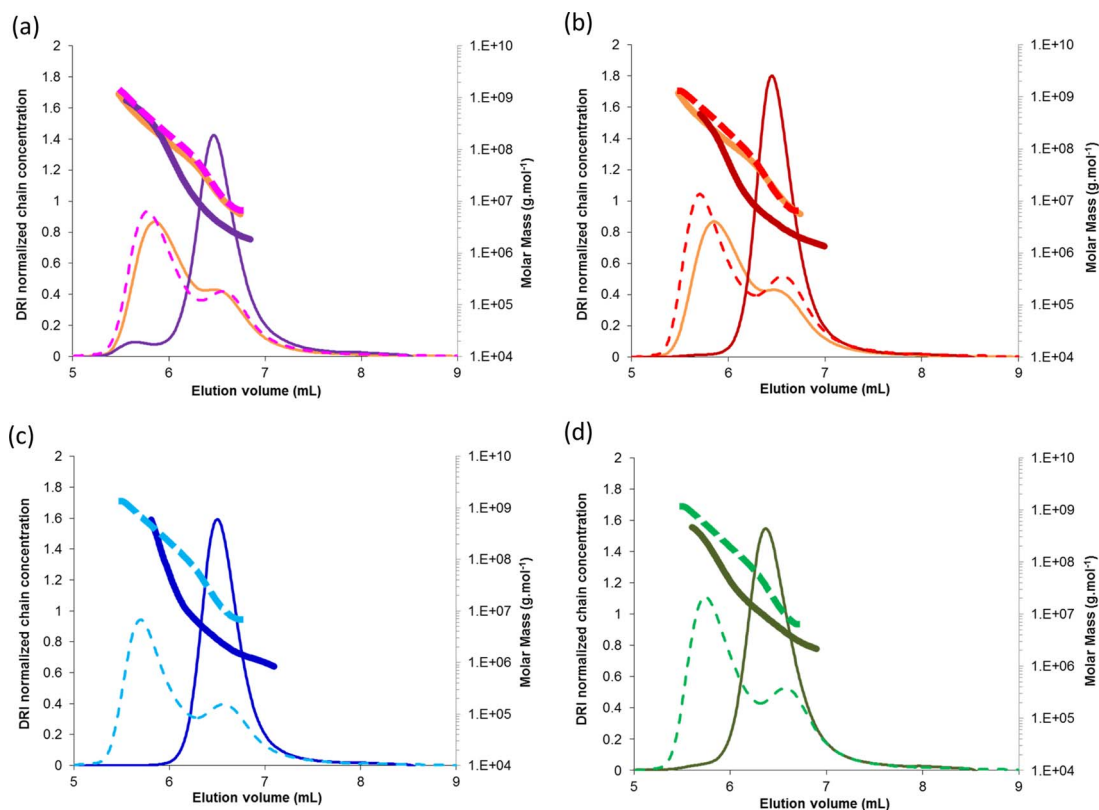 (a)
DRI normalized chain concentration
2
1.8
1.6
1.4
1.2
1
0.8
0.6
0.4
0.2
0
5
6
7
8
9
Elution volume (mL)
1.E+10
1.E+09
1.E+08
1.E+07
1.E+06
1.E+05
1.E+04
Molar Mass (g.mol-1)
(b)
DRI normalized chain concentration
2
1.8
1.6
1.4
1.2
1
0.8
0.6
0.4
0.2
0
5
6
7
8
9
Elution volume (mL)
1.E+10
1.E+09
1.E+08
1.E+07
1.E+06
1.E+05
1.E+04
Molar Mass (g.mol-1)
(c)
DRI normalized chain concentration
2
1.8
1.6
1.4
1.2
1
0.8
0.6
0.4
0.2
0
5
6
7
8
9
Elution volume (mL)
1.E+10
1.E+09
1.E+08
1.E+07
1.E+06
1.E+05
1.E+04
Molar Mass (g.mol-1)
(d)
DRI normalized chain concentration
2
1.8
1.6
1.4
1.2
1
0.8
0.6
0.4
0.2
0
5
6
7
8
9
Elution volume (mL)
1.E+10
1.E+09
1.E+08
1.E+07
1.E+06
1.E+05
1.E+04
Molar Mass (g.mol-1)